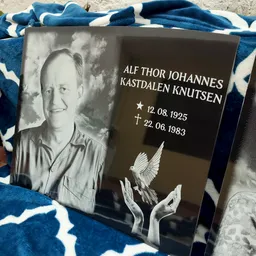 ALF THOR JOHANNES
KASTDALEN KNUTSEN
★ 12. 08. 1925
† 22. 06. 1983